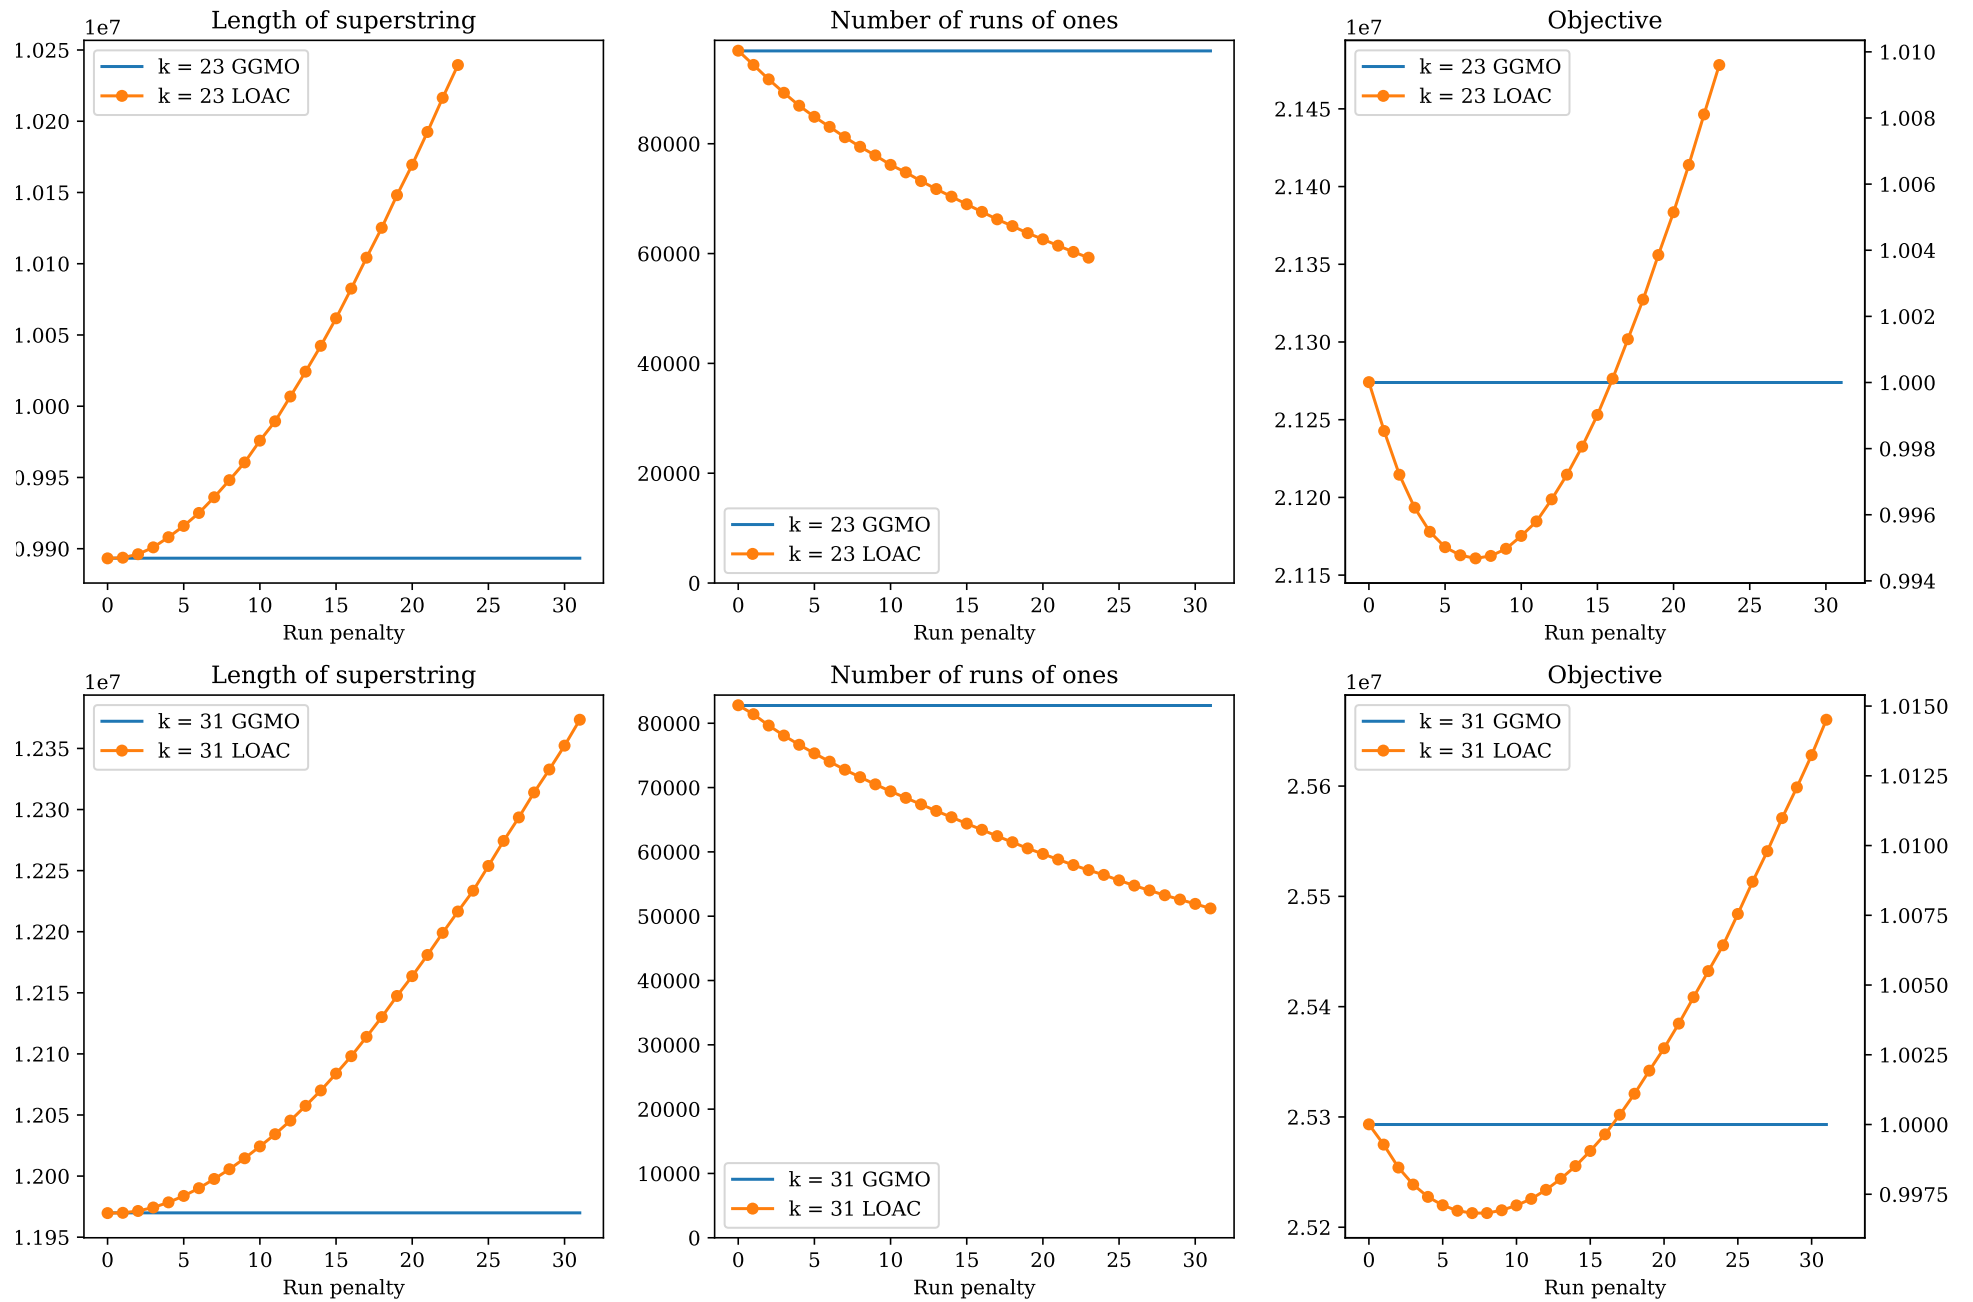 Length of superstring
1e7
k = 23 GGMO
k = 23 LOAC
1.025
1.020
1.015
1.010
1.005
1.000
0.995
0.990
0 5 10 15 20 25 30
Run penalty
Number of runs of ones
80000
60000
40000
20000
0
k = 23 GGMO
k = 23 LOAC
0 5 10 15 20 25 30
Run penalty
Objective
1e7
k = 23 GGMO
k = 23 LOAC
2.145
2.140
2.135
2.130
2.125
2.120
2.115
1.010
1.008
1.006
1.004
1.002
1.000
0.998
0.996
0.994
0 5 10 15 20 25 30
Run penalty
Length of superstring
1e7
k = 31 GGMO
k = 31 LOAC
1.235
1.230
1.225
1.220
1.215
1.210
1.205
1.200
1.195
0 5 10 15 20 25 30
Run penalty
Number of runs of ones
80000
70000
60000
50000
40000
30000
20000
10000
0
k = 31 GGMO
k = 31 LOAC
0 5 10 15 20 25 30
Run penalty
Objective
1e7
k = 31 GGMO
k = 31 LOAC
2.56
2.55
2.54
2.53
2.52
1.0150
1.0125
1.0100
1.0075
1.0050
1.0025
1.0000
0.9975
0 5 10 15 20 25 30
Run penalty